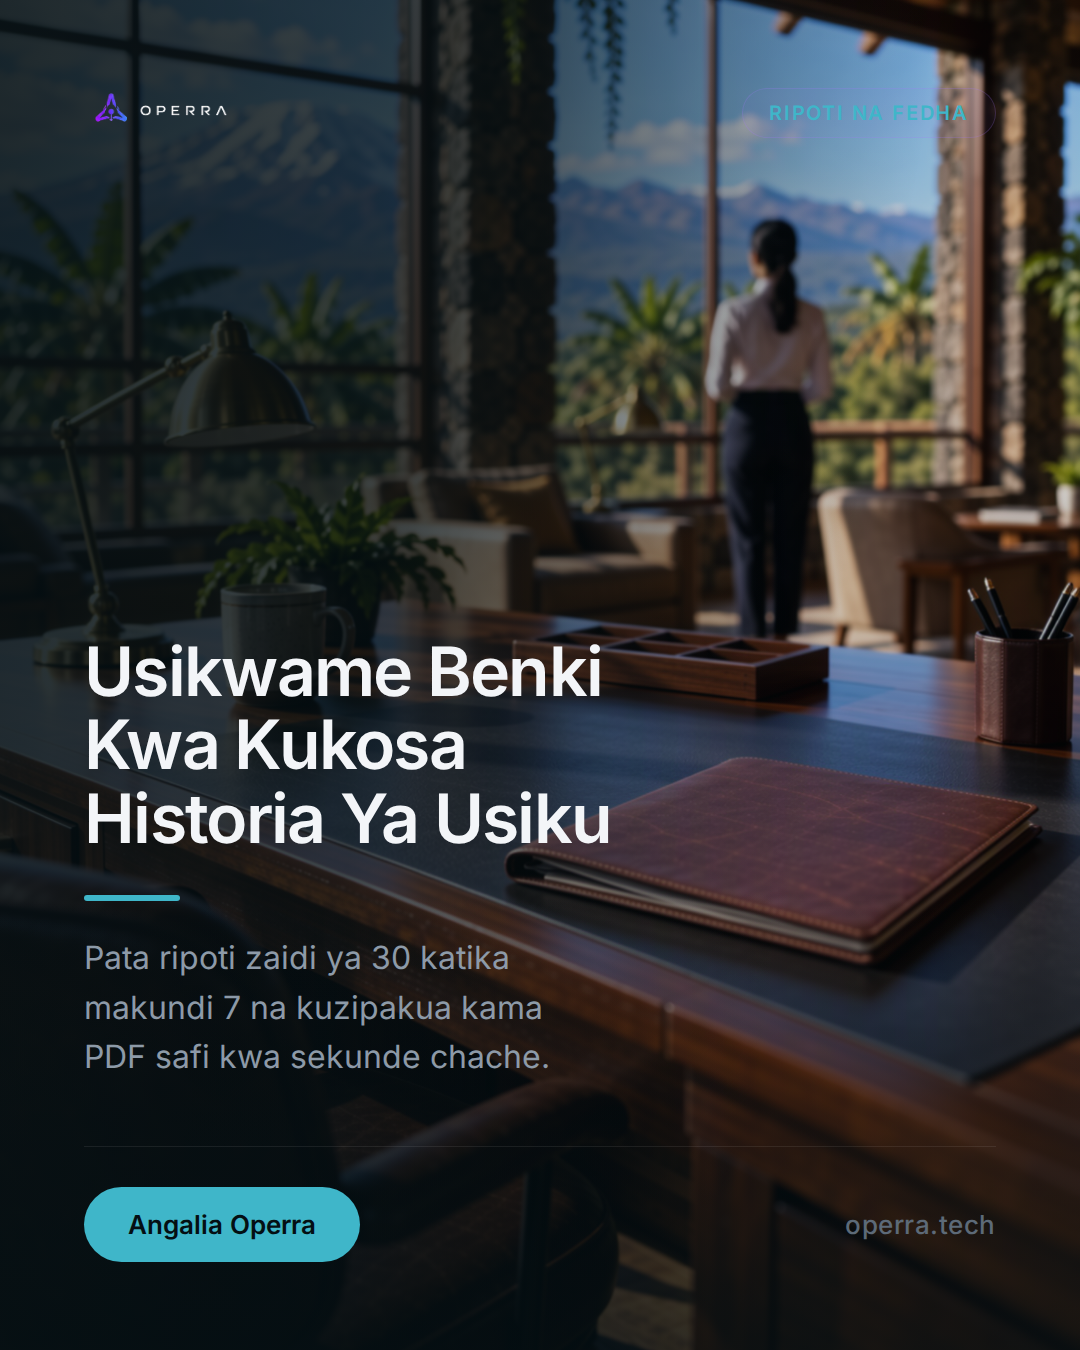 OPERRA
RIPOTI NA FEDHA
Usikwame Benki
Kwa Kukosa
Historia Ya Usiku
Pata ripoti zaidi ya 30 katika
makundi 7 na kuzipakua kama
PDF safi kwa sekunde chache.
Angalia Operra
operra.tech